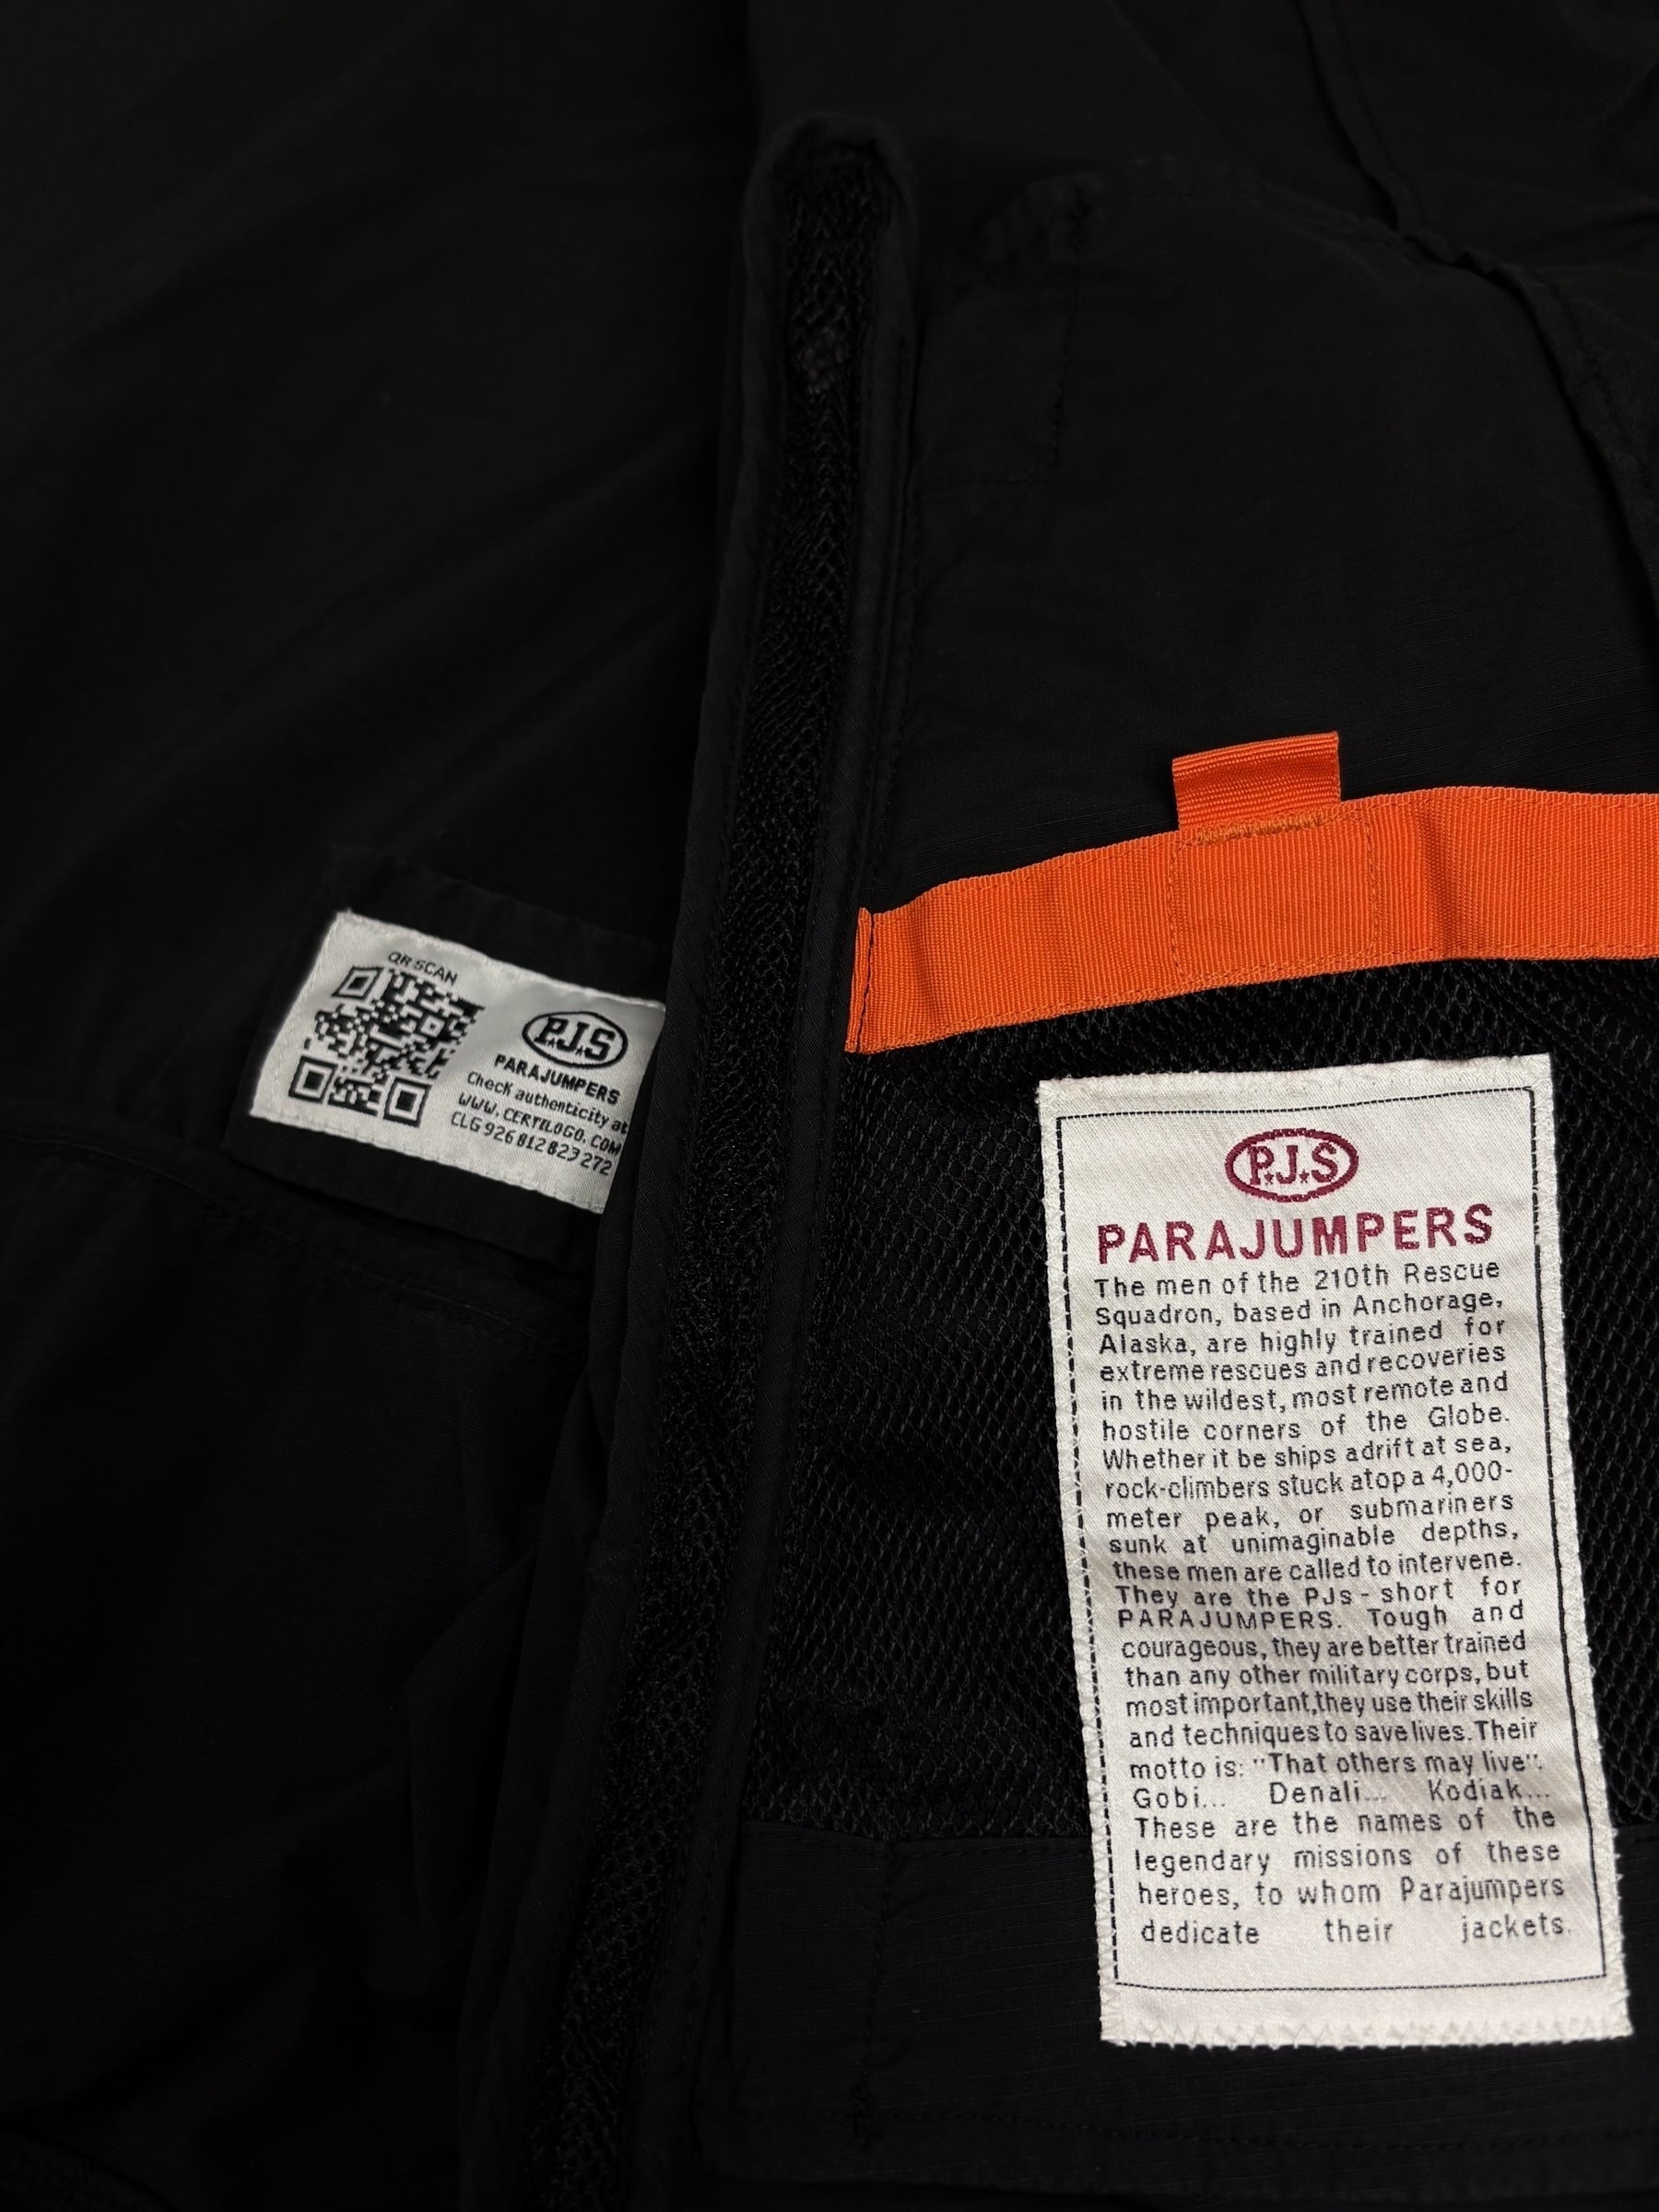 QR SCAN
P.J.S
PARAJUMPERS
Check authenticity at
WWW.CERTILOGO.COM
CLG 926 812 823 272
P.J.S
PARAJUMPERS
The men of the 210th Rescue
Squadron, based in Anchorage,
Alaska, are highly trained for
extreme rescues and recoveries
in the wildest, most remote and
hostile corners of the Globe.
Whether it be ships adrift at sea,
rock-climbers stuck atop a 4,000-
meter peak, or submariners
sunk at unimaginable depths,
these men are called to intervene.
They are the PJs - short for
PARAJUMPERS. Tough and
courageous, they are better trained
than any other military corps, but
most important,they use their skills
and techniques to save lives. Their
motto is: "That others may live".
Gobi... Denali... Kodiak...
These are the names of the
legendary missions of these
heroes, to whom Parajumpers
dedicate their jackets.